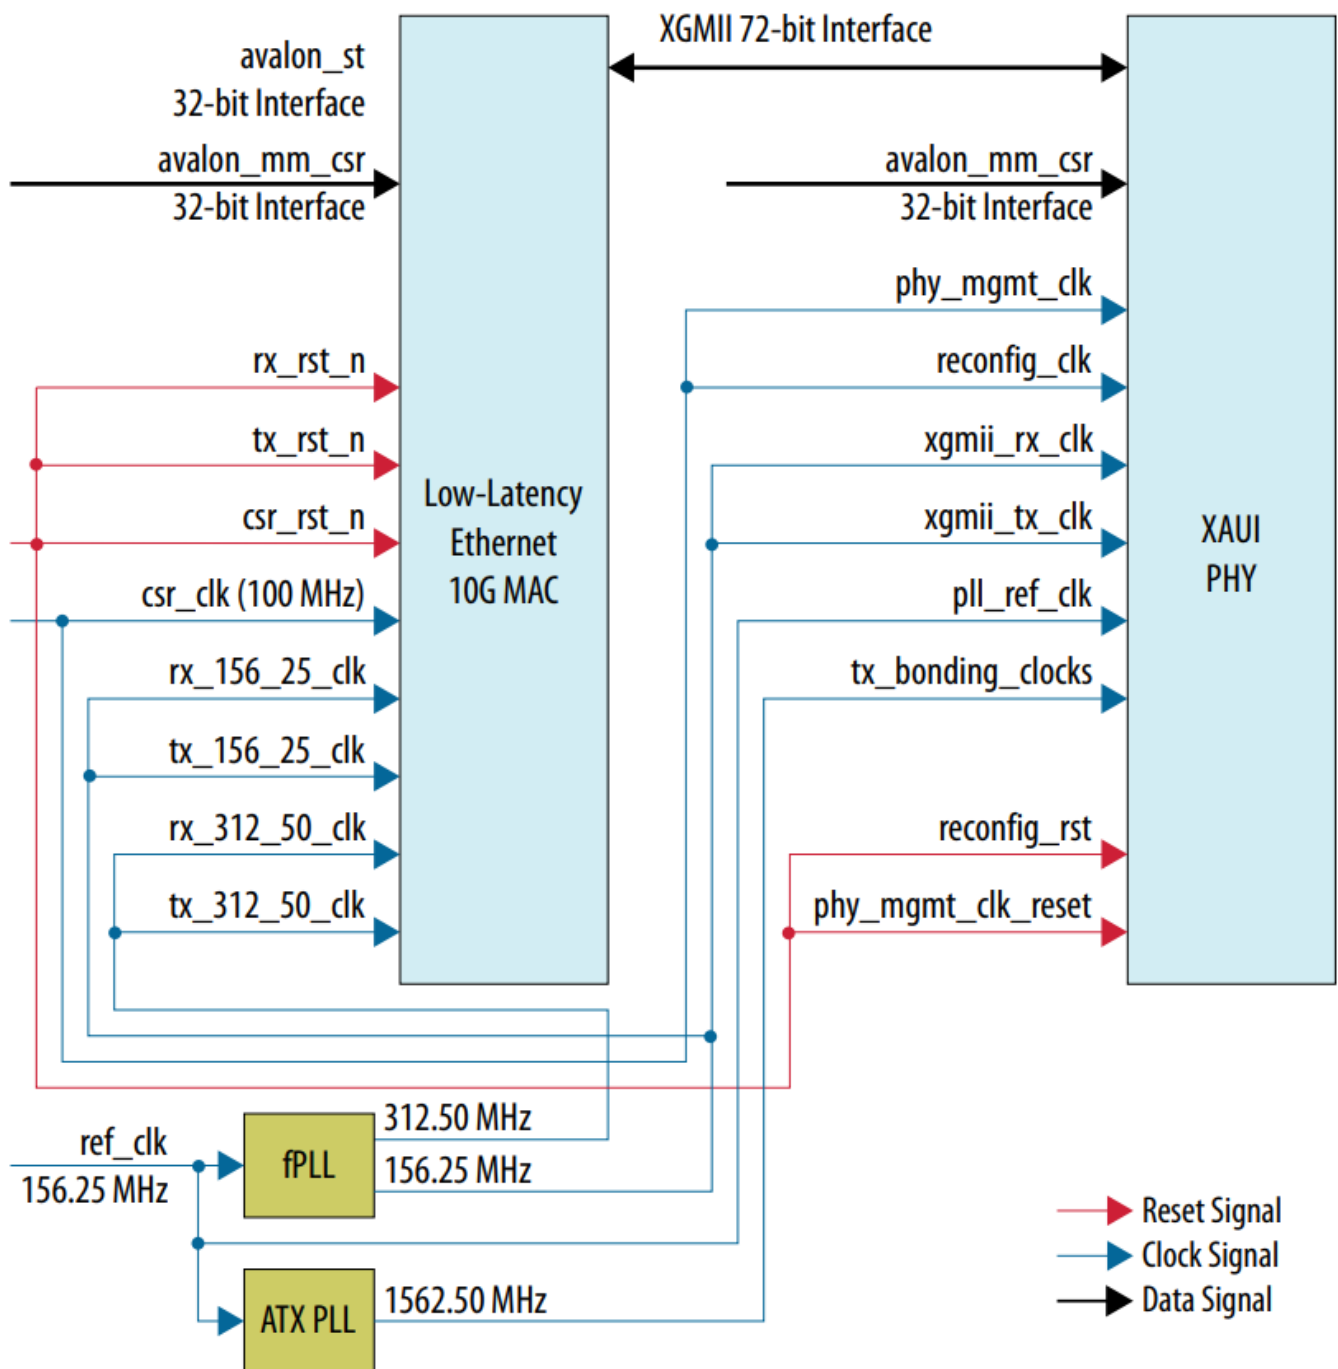 XGMII 72-bit Interface
avalon_st
32-bit Interface
avalon_mm_csr
32-bit Interface
avalon_mm_csr
32-bit Interface
phy_mgmt_clk
rx_rst_n
reconfig_clk
tx_rst_n
xgmii_rx_clk
csr_rst_n
xgmii_tx_clk
Low-Latency
Ethernet
10G MAC
XAUI
PHY
csr_clk (100 MHz)
pll_ref_clk
rx_156_25_clk
tx_bonding_clocks
tx_156_25_clk
rx_312_50_clk
reconfig_rst
tx_312_50_clk
phy_mgmt_clk_reset
ref_clk
156.25 MHz
fPLL
312.50 MHz
156.25 MHz
ATX PLL
1562.50 MHz
Reset Signal
Clock Signal
Data Signal